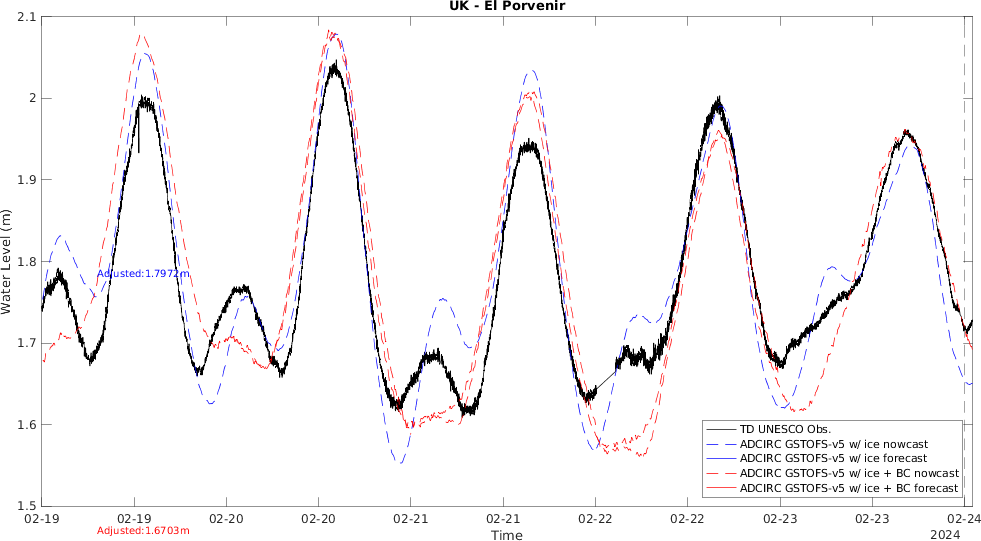 UK - El Porvenir
2.1
2
1.9
1.8
1.7
1.6
1.5
Water Level (m)
Adjusted:1.7972m
TD UNESCO Obs.
ADCIRC GSTOFS-v5 w/ ice nowcast
ADCIRC GSTOFS-v5 w/ ice forecast
ADCIRC GSTOFS-v5 w/ ice + BC nowcast
ADCIRC GSTOFS-v5 w/ ice + BC forecast
02-19 02-19 02-20 02-20 02-21 02-21 02-22 02-22 02-23 02-23 02-24
Adjusted:1.6703m
Time
2024